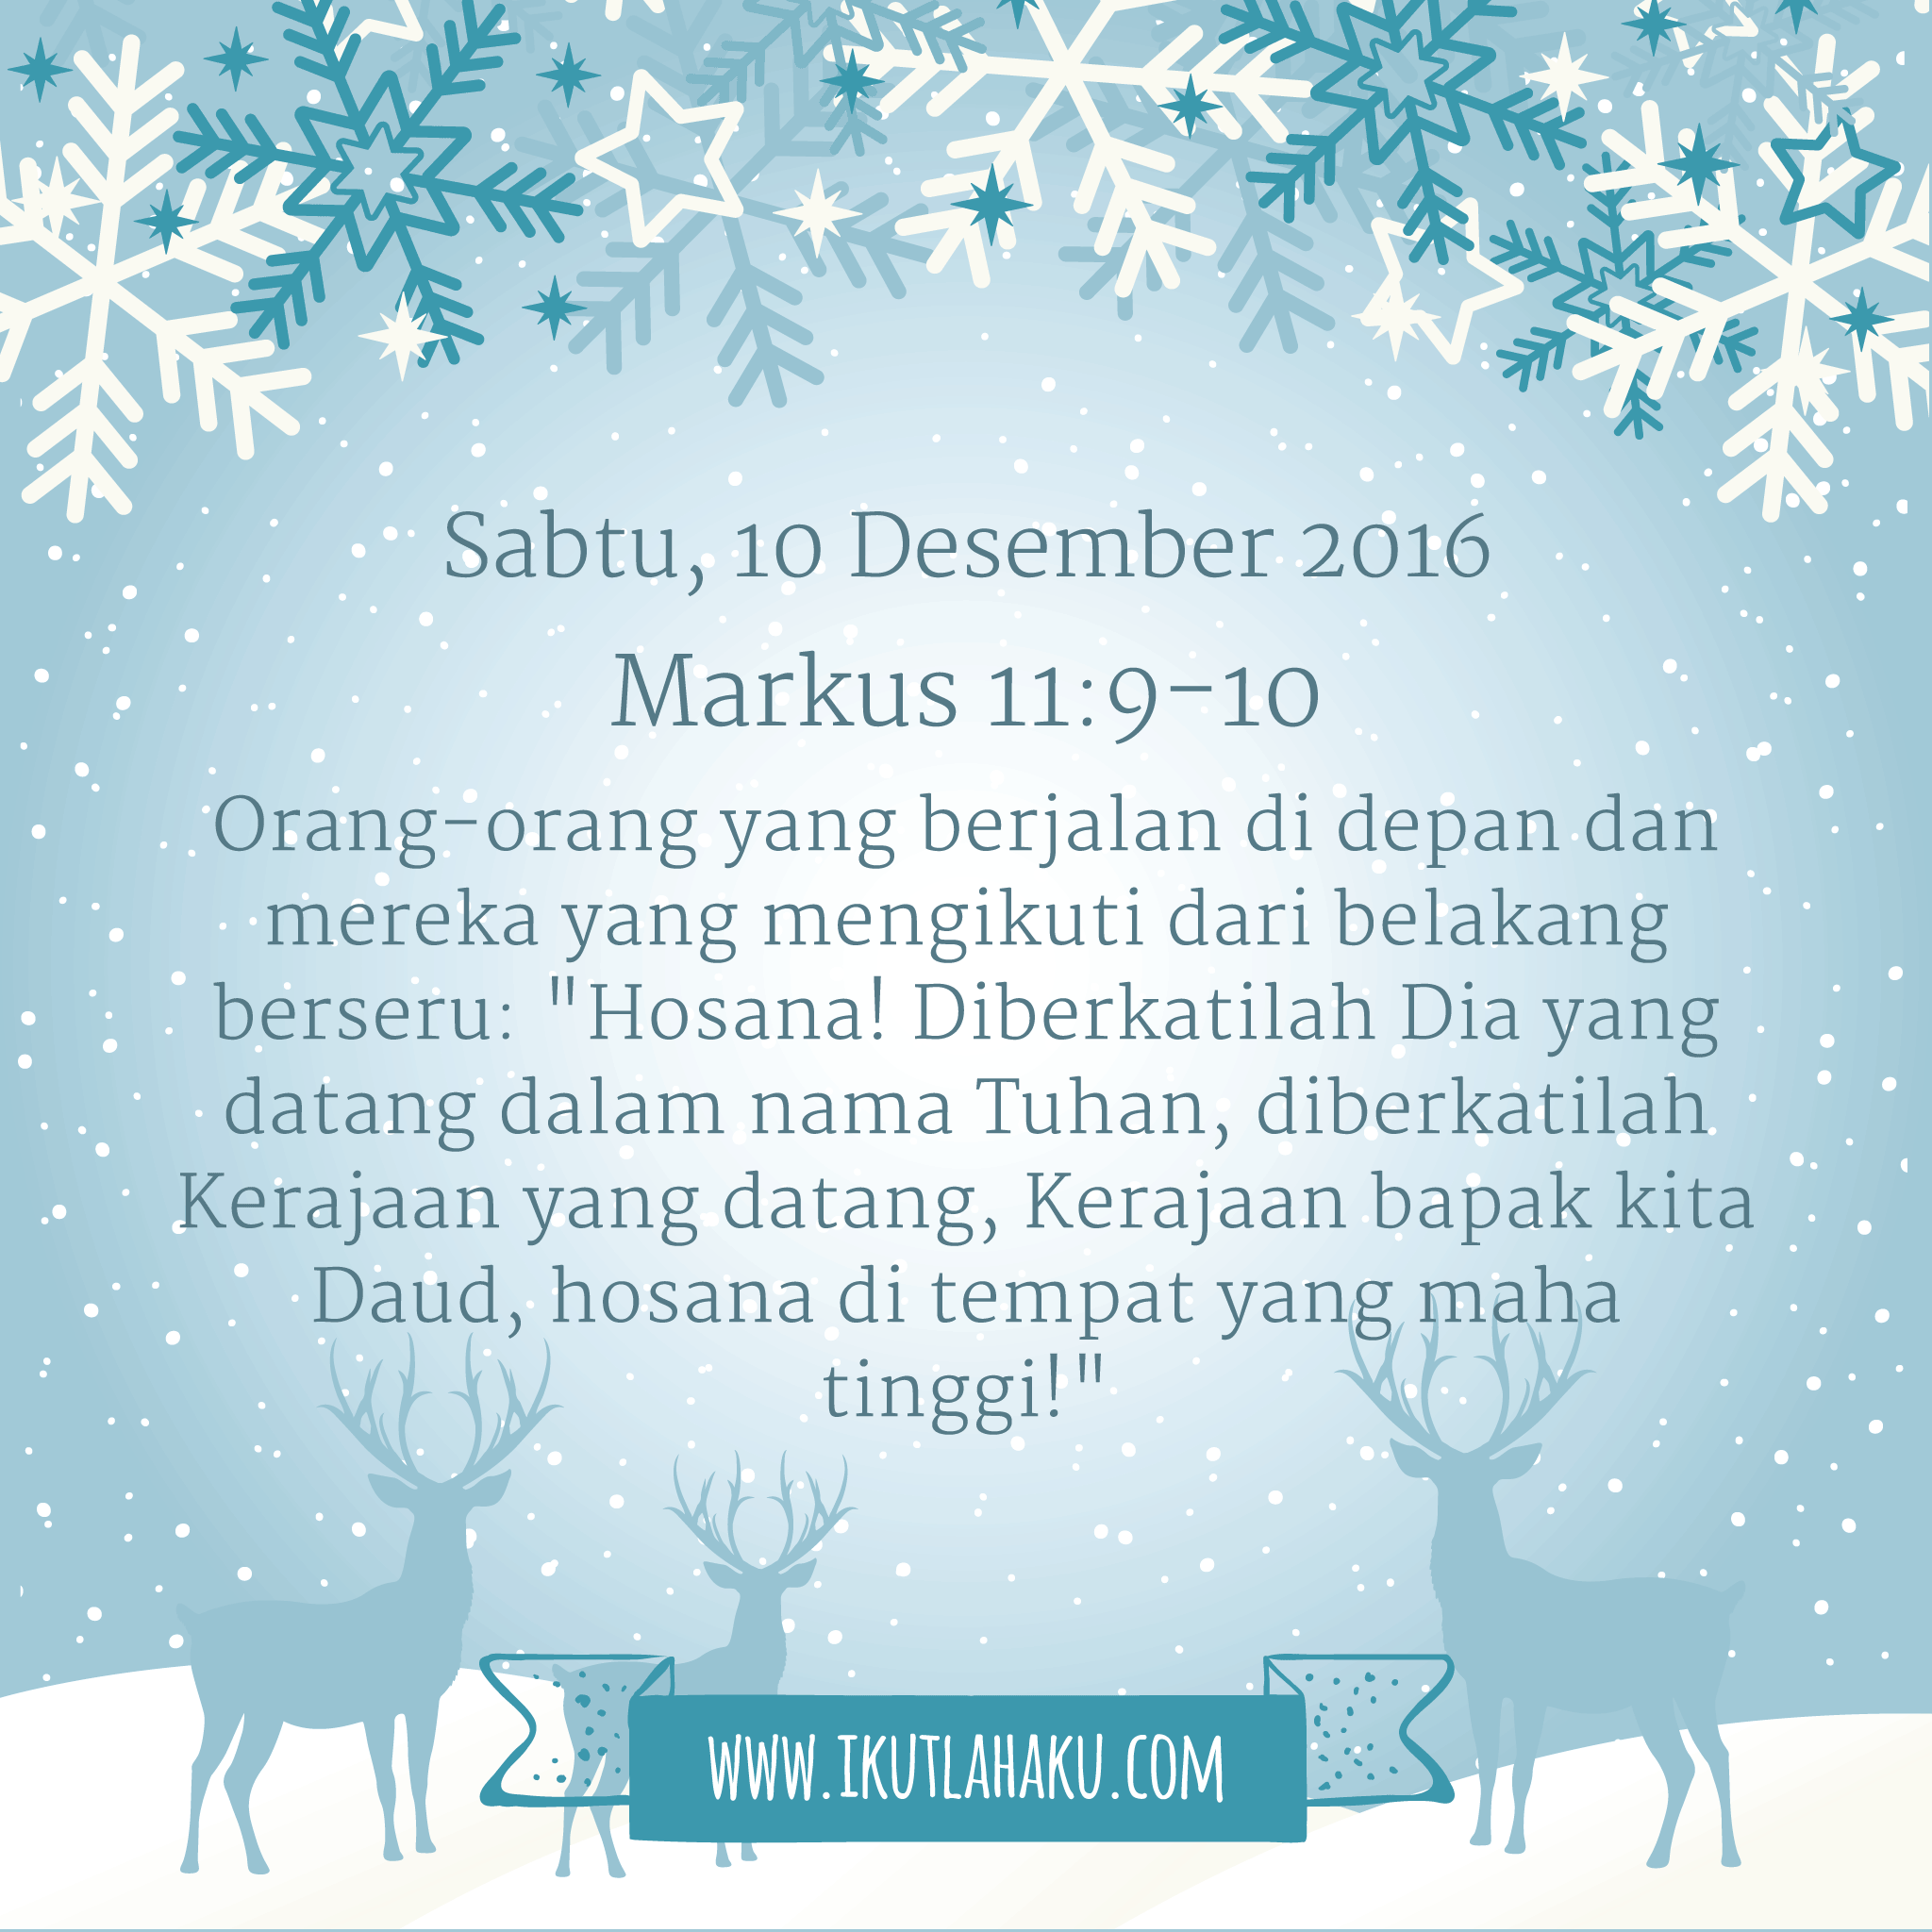 Sabtu, 10 Desember 2016
Markus 11:9-10
Orang-orang yang berjalan di depan dan
mereka yang mengikuti dari belakang
berseru: "Hosana! Diberkatilah Dia yang
datang dalam nama Tuhan, diberkatilah
Kerajaan yang datang, Kerajaan bapak kita
Daud, hosana di tempat yang maha
tinggi!"
WWW.IKUTLAHAKU.COM